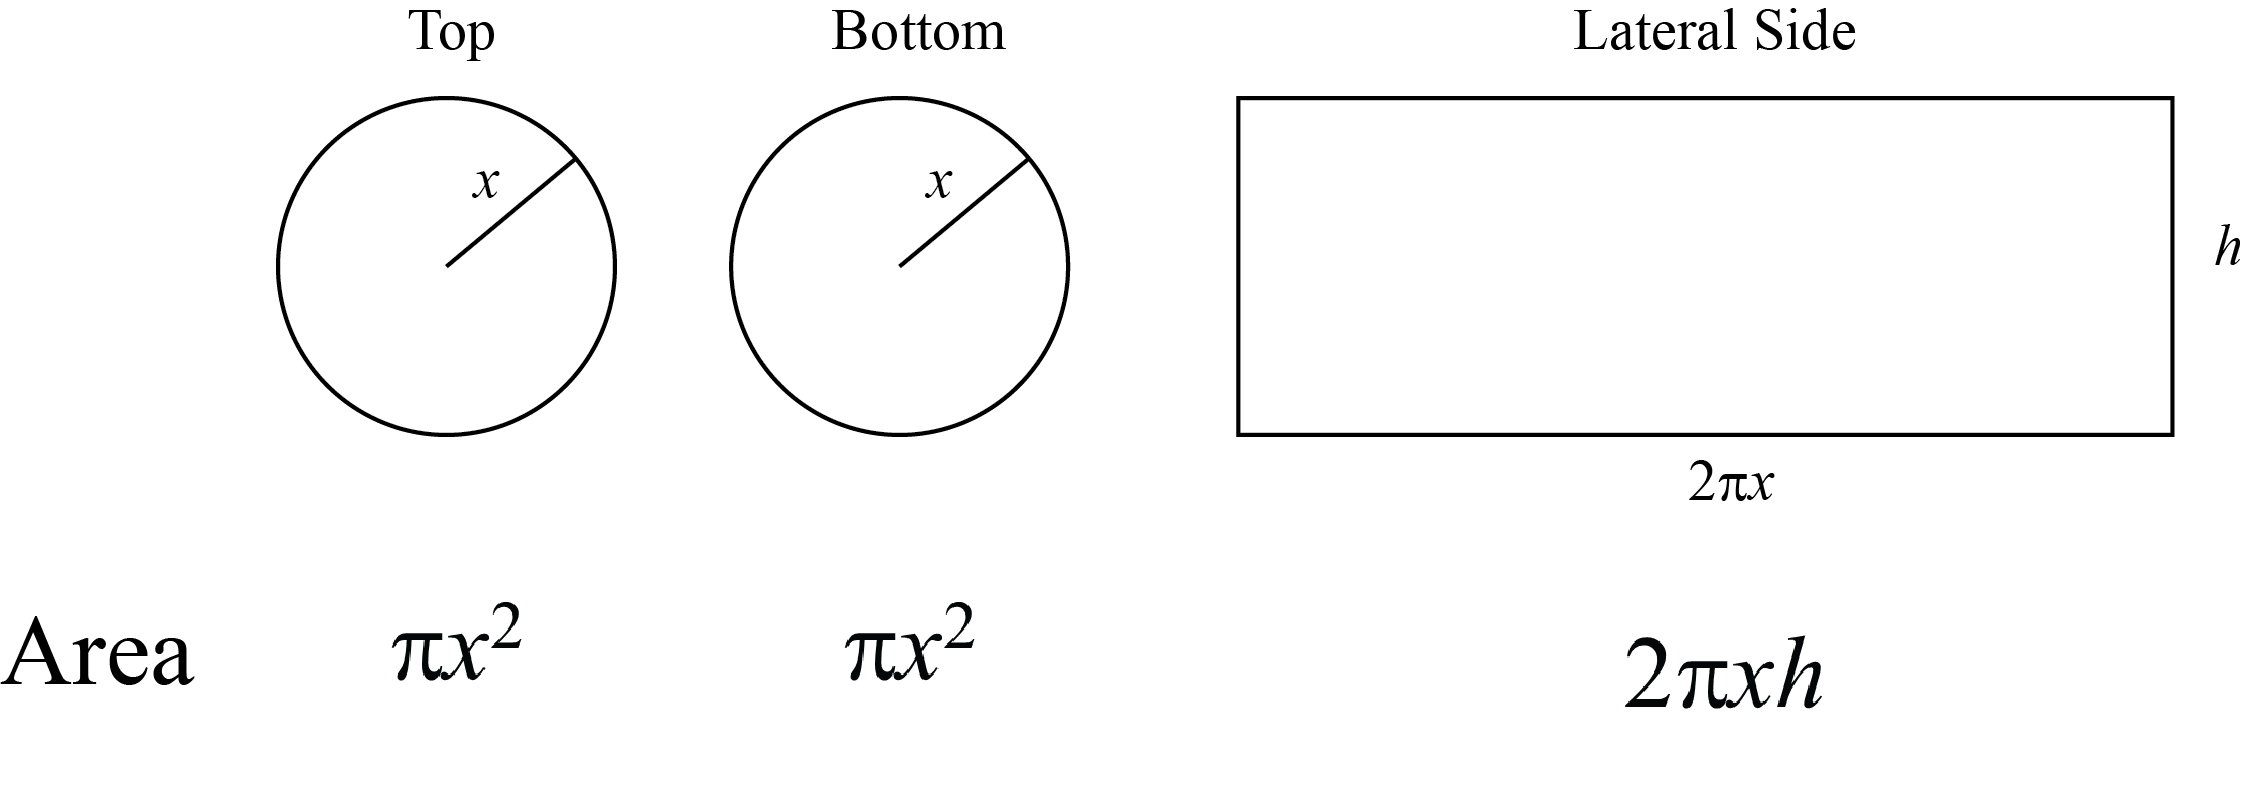 Top Bottom Lateral Side
x x
h
2πx
Area πx² πx² 2πxh